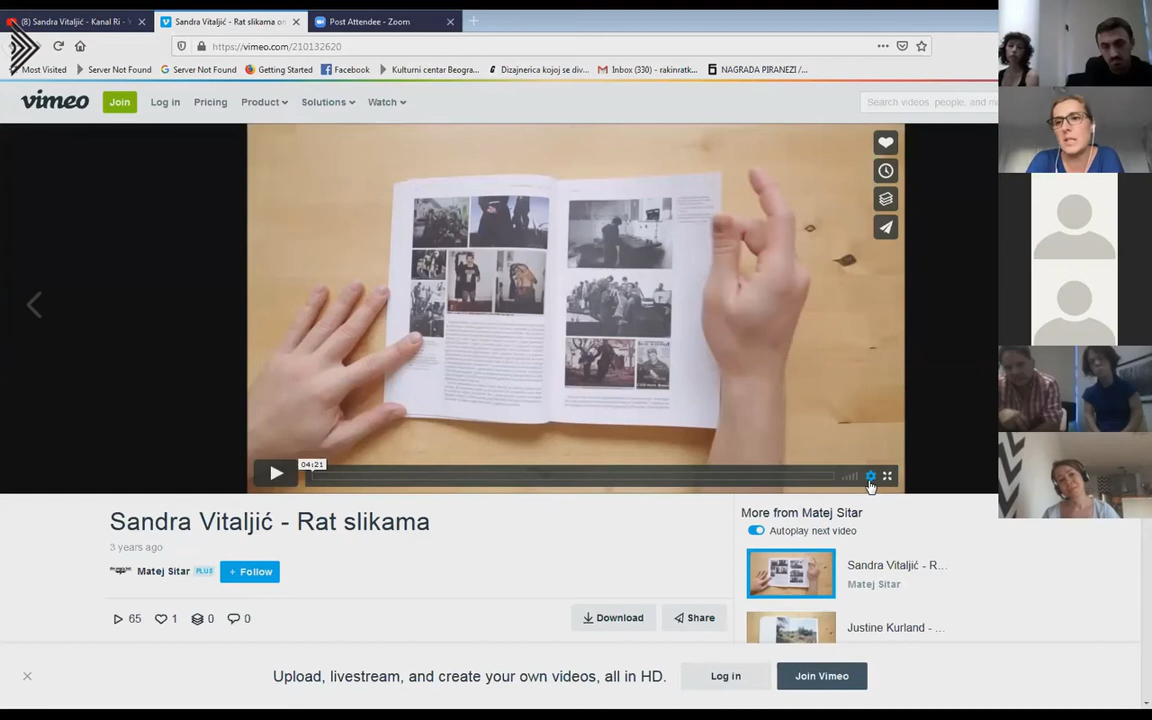 (8) Sandra Vitaljić - Kanal Ri -
Sandra Vitaljić - Rat slikama on
Post Attendee - Zoom
https://vimeo.com/210132620
Most Visited
Server Not Found
Server Not Found
Getting Started
Facebook
Kulturni centar Beogra...
Dizajnerica kojoj se div...
Inbox (330) - rakinratk...
NAGRADA PIRANEZI /...
vimeo
Join
Log in
Pricing
Product
Solutions
Watch
Search videos, people, and
04:21
Sandra Vitaljić - Rat slikama
3 years ago
Matej Sitar PLUS
+ Follow
65
1
0
0
Download
Share
More from Matej Sitar
Autoplay next video
Sandra Vitaljić - R...
Matej Sitar
Justine Kurland - ...
Upload, livestream, and create your own videos, all in HD.
Log in
Join Vimeo